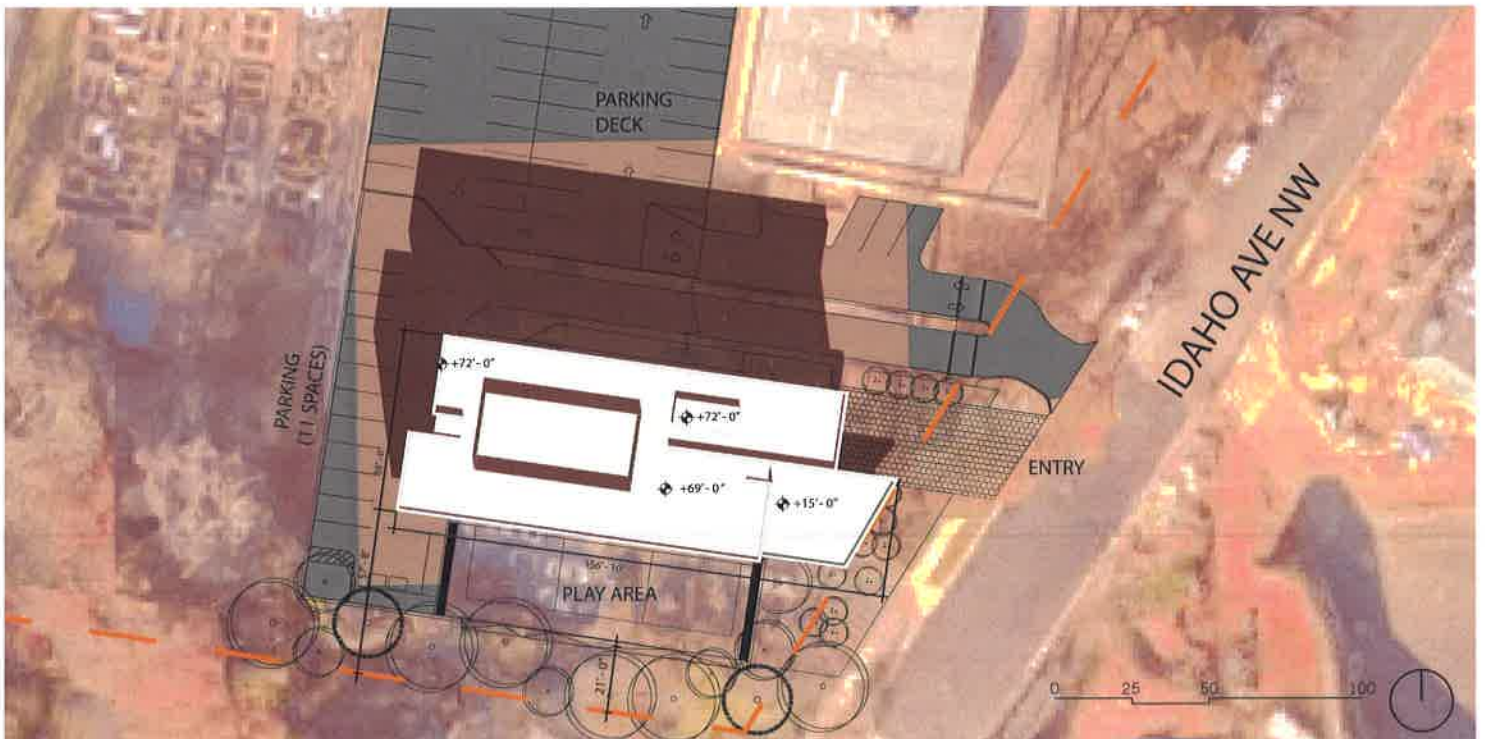 PARKING
DECK
IDAHO AVE NW
+72'-0"
PARKING
(11 SPACES)
+72'-0"
ENTRY
+69'-0"
+15'-0"
156'-10"
PLAY AREA
21'-0"
0 25 50 100